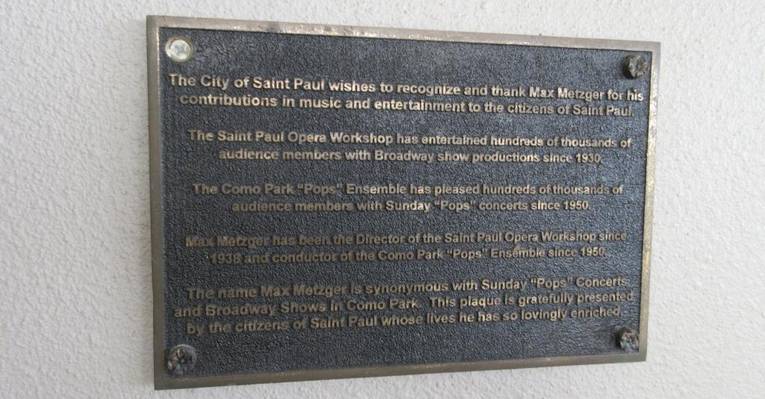 The City of Saint Paul wishes to recognize and thank Max Metzger for his
contributions in music and entertainment to the citizens of Saint Paul.
The Saint Paul Opera Workshop has entertained hundreds of thousands of
audience members with Broadway show productions since 1930.
The Como Park "Pops" Ensemble has pleased hundreds of thousands of
audience members with Sunday "Pops" concerts since 1950.
Max Metzger has been the Director of the Saint Paul Opera Workshop since
1938 and conductor of the Como Park "Pops" Ensemble since 1950.
The name Max Metzger is synonymous with Sunday "Pops" Concerts
and Broadway Shows in Como Park. This plaque is gratefully presented
by the citizens of Saint Paul whose lives he has so lovingly enriched.